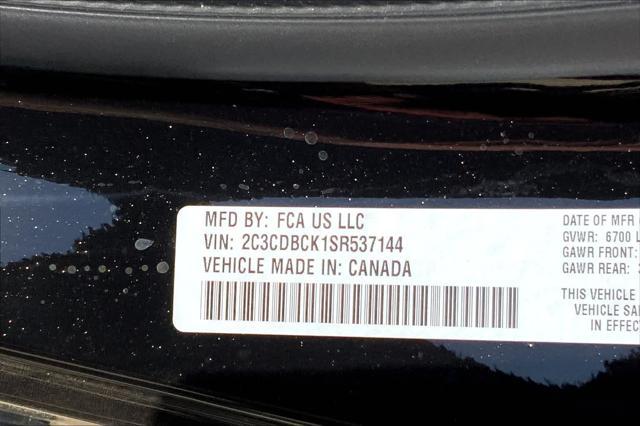 MFD BY: FCA US LLC
VIN: 2C3CDBCK1SR537144
VEHICLE MADE IN: CANADA
DATE OF MFR
GVWR: 6700 L
GAWR FRONT:
GAWR REAR:
THIS VEHICLE
VEHICLE SA
IN EFFEC